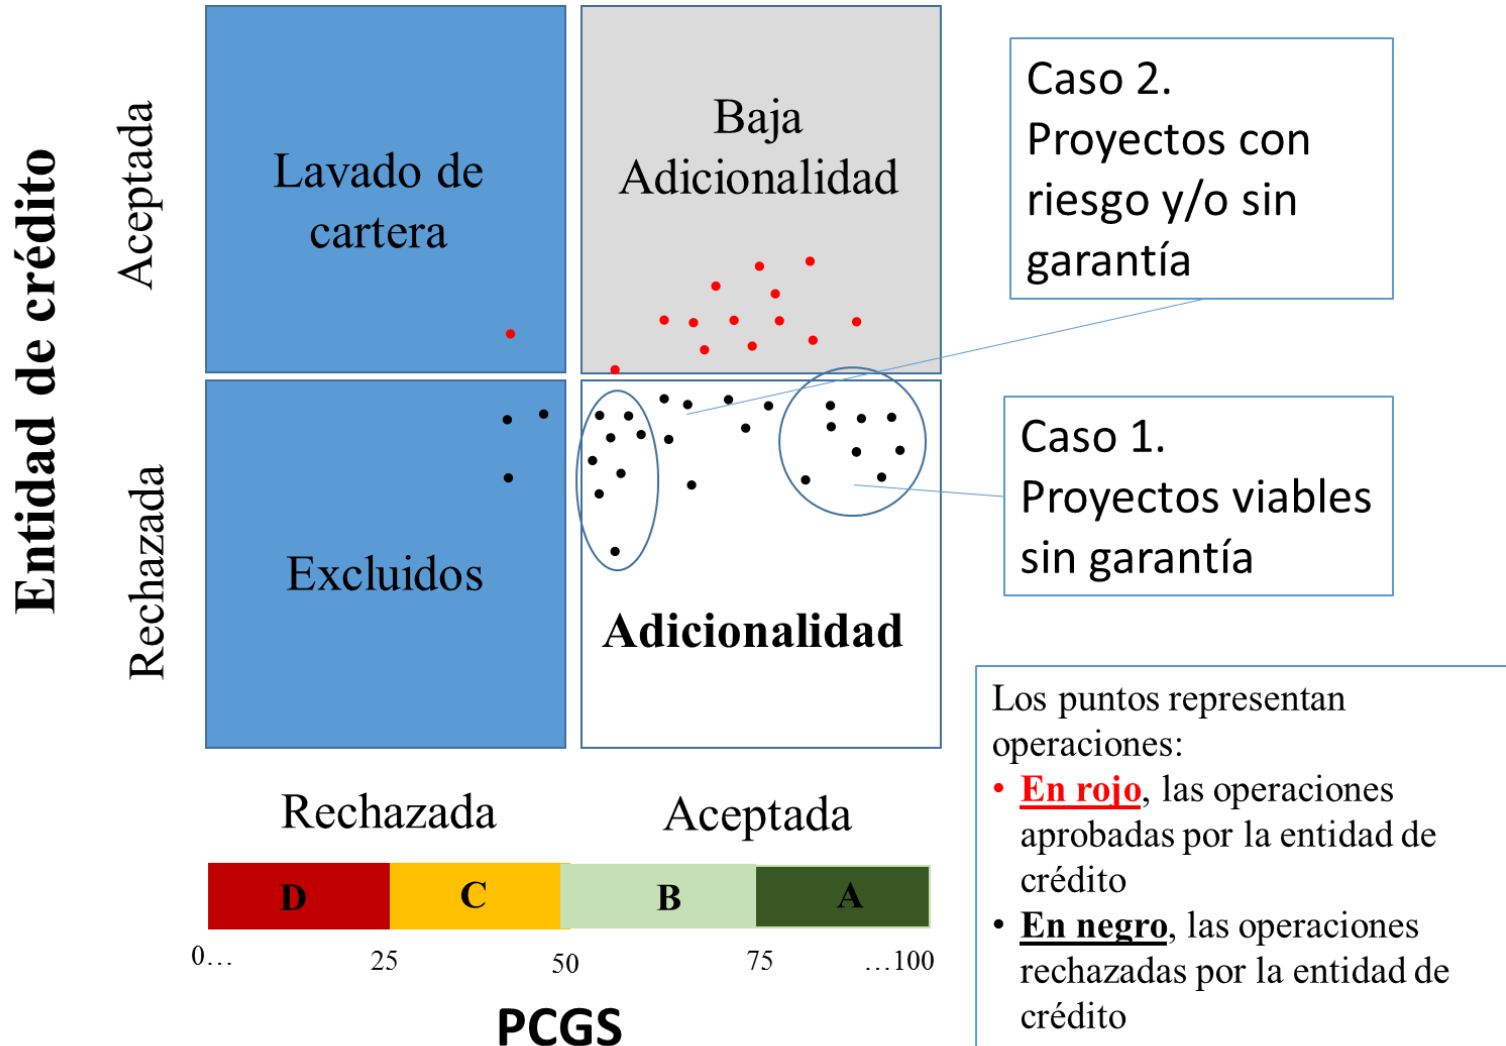 Entidad de crédito
Aceptada
Rechazada
Lavado de
cartera
Baja
Adicionalidad
Excluidos
Adicionalidad
Caso 2.
Proyectos con
riesgo y/o sin
garantía
Caso 1.
Proyectos viables
sin garantía
Rechazada
Aceptada
D
C
B
A
0…
25
50
75
…100
PCGS
Los puntos representan
operaciones:
• En rojo, las operaciones
aprobadas por la entidad de
crédito
• En negro, las operaciones
rechazadas por la entidad de
crédito